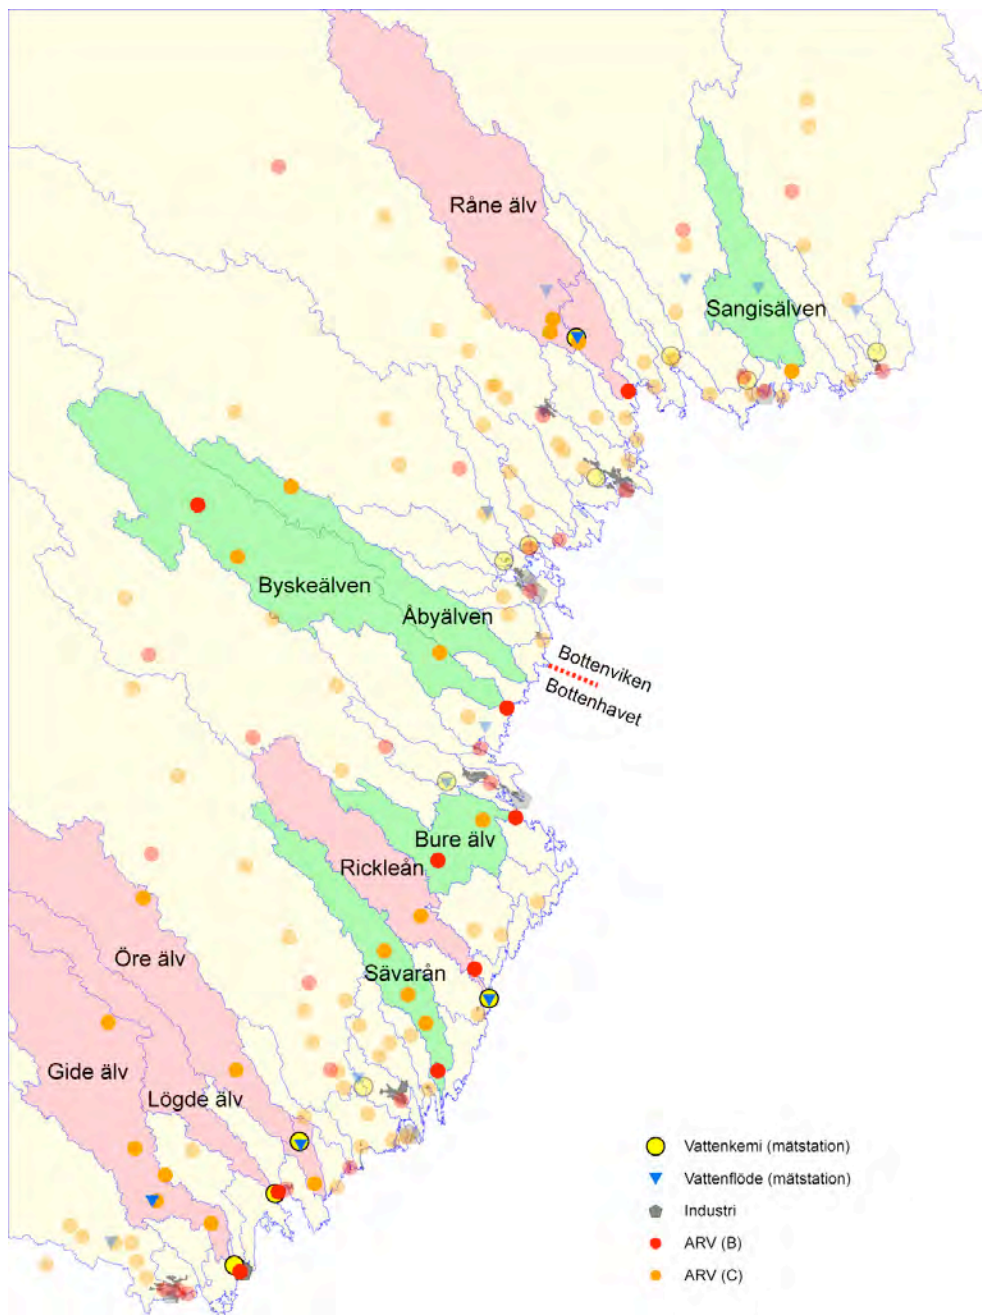 Råne älv
Sangisälven
Byskeälven
Åbyälven
Bottenviken
Bottenhavet
Bure älv
Rickleån
Öre älv
Sävarån
Gide älv
Lögde älv
Vattenkemi (mätstation)
Vattenflöde (mätstation)
Industri
ARV (B)
ARV (C)